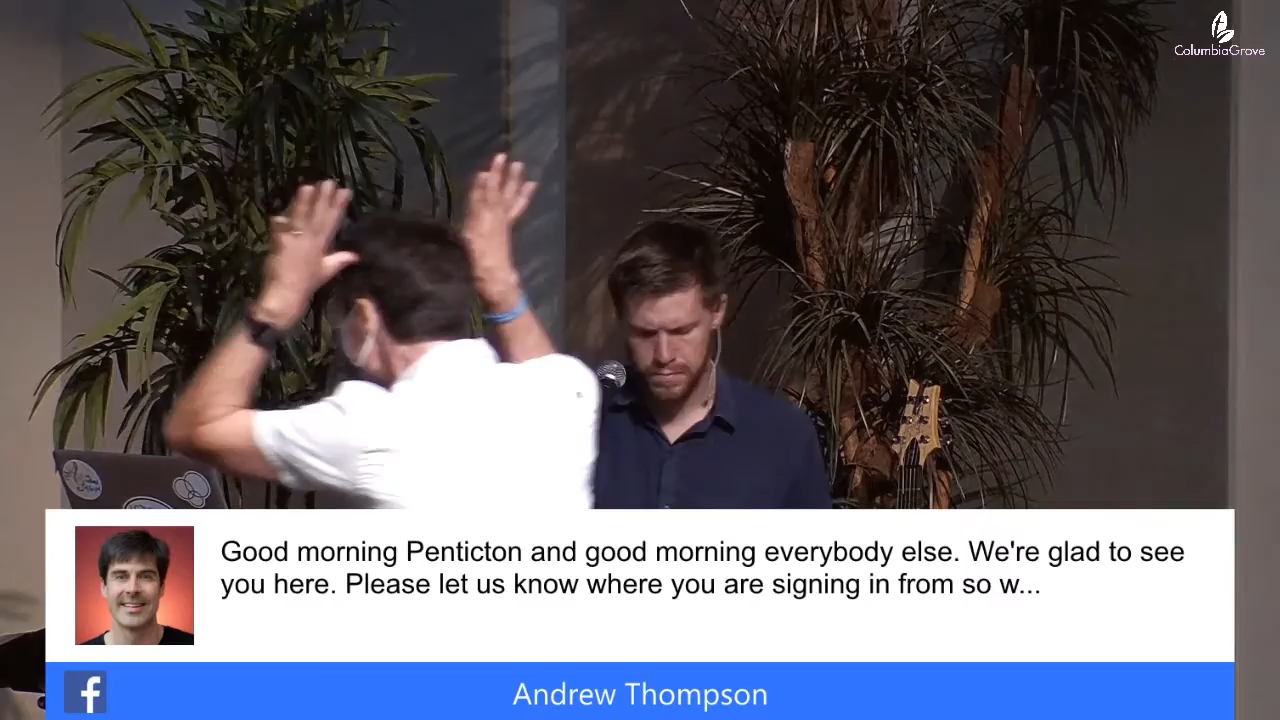 ColumbiaGrove
Good morning Penticton and good morning everybody else. We're glad to see
you here. Please let us know where you are signing in from so w...
f
Andrew Thompson